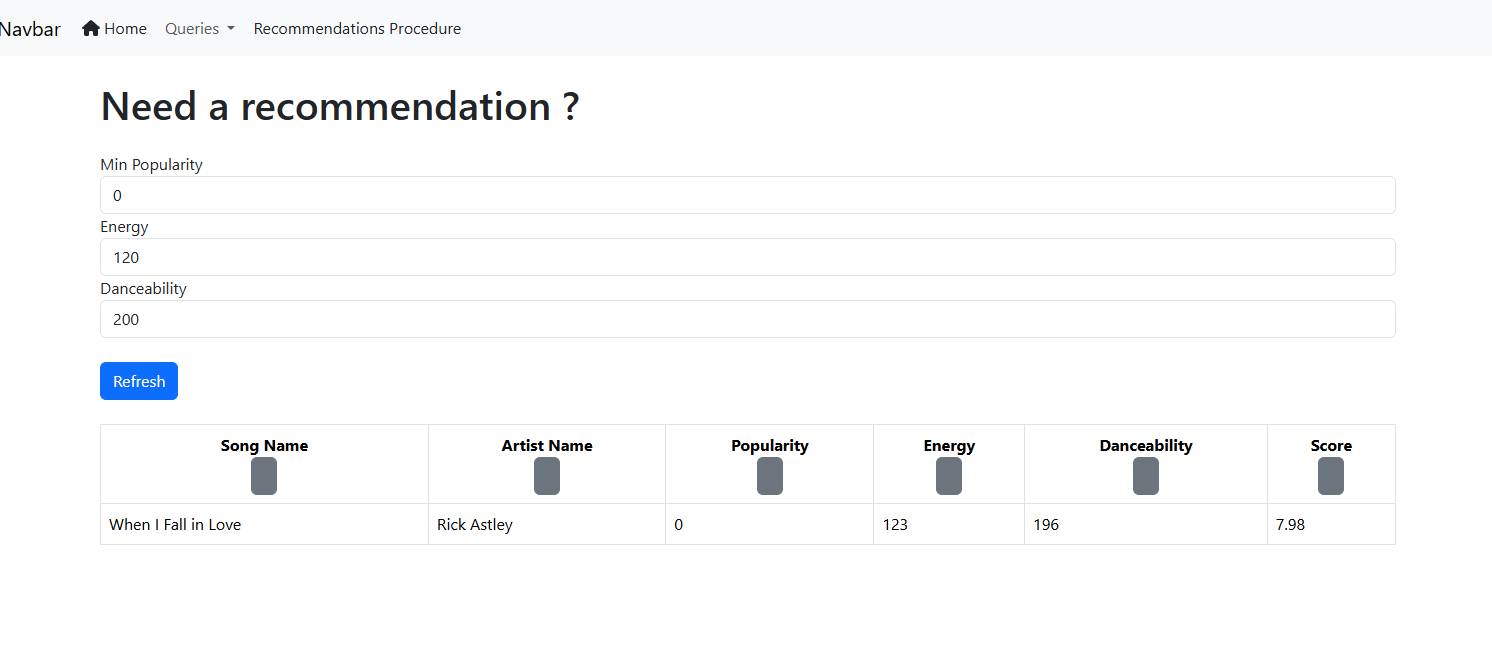 Navbar Home Queries Recommendations Procedure
Need a recommendation ?
Min Popularity
0
Energy
120
Danceability
200
Refresh
Song Name Artist Name Popularity Energy Danceability Score
When I Fall in Love Rick Astley 0 123 196 7.98